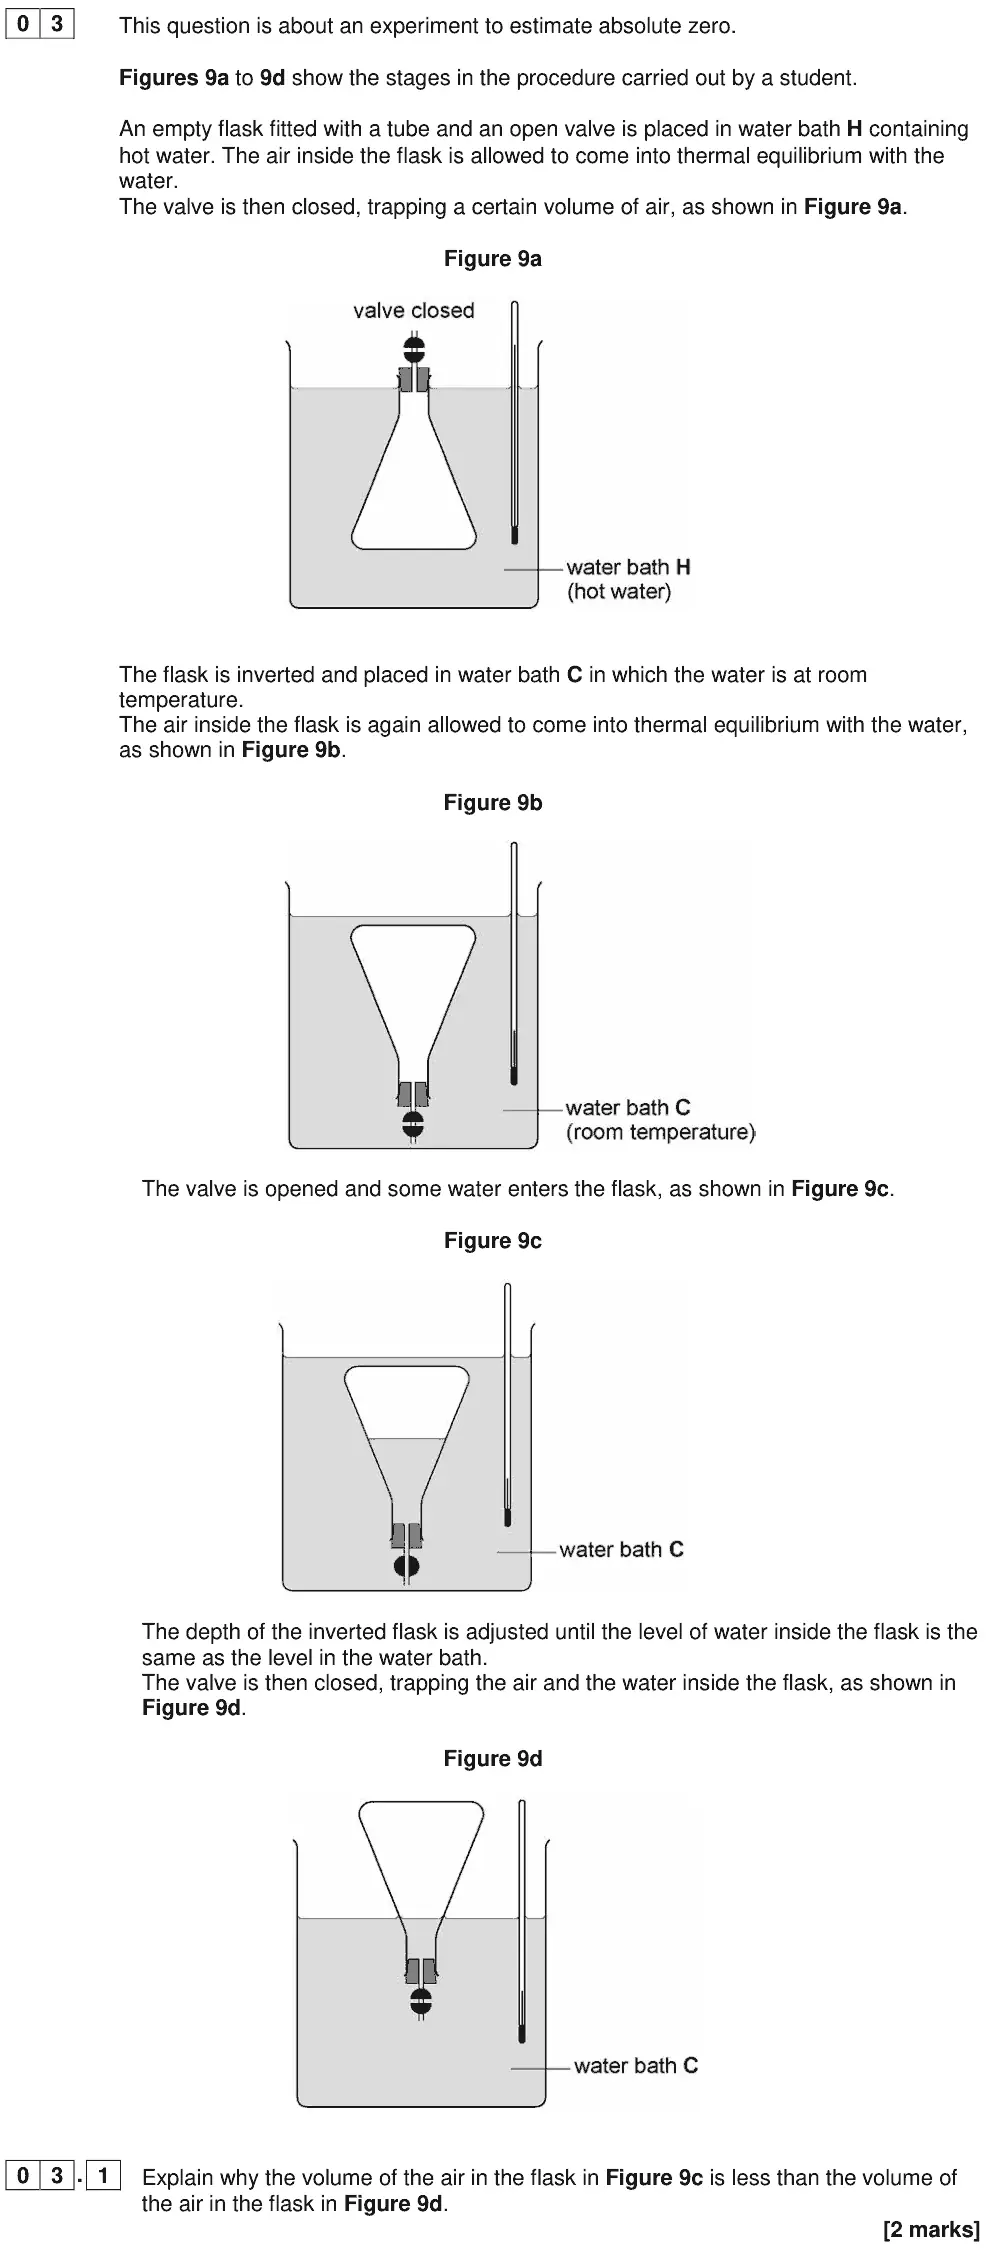 0 3 This question is about an experiment to estimate absolute zero.
Figures 9a to 9d show the stages in the procedure carried out by a student.
An empty flask fitted with a tube and an open valve is placed in water bath H containing
hot water. The air inside the flask is allowed to come into thermal equilibrium with the
water.
The valve is then closed, trapping a certain volume of air, as shown in Figure 9a.
Figure 9a
valve closed
water bath H
(hot water)
The flask is inverted and placed in water bath C in which the water is at room
temperature.
The air inside the flask is again allowed to come into thermal equilibrium with the water,
as shown in Figure 9b.
Figure 9b
water bath C
(room temperature)
The valve is opened and some water enters the flask, as shown in Figure 9c.
Figure 9c
water bath C
The depth of the inverted flask is adjusted until the level of water inside the flask is the
same as the level in the water bath.
The valve is then closed, trapping the air and the water inside the flask, as shown in
Figure 9d.
Figure 9d
water bath C
0 3 . 1 Explain why the volume of the air in the flask in Figure 9c is less than the volume of
the air in the flask in Figure 9d.
[2 marks]